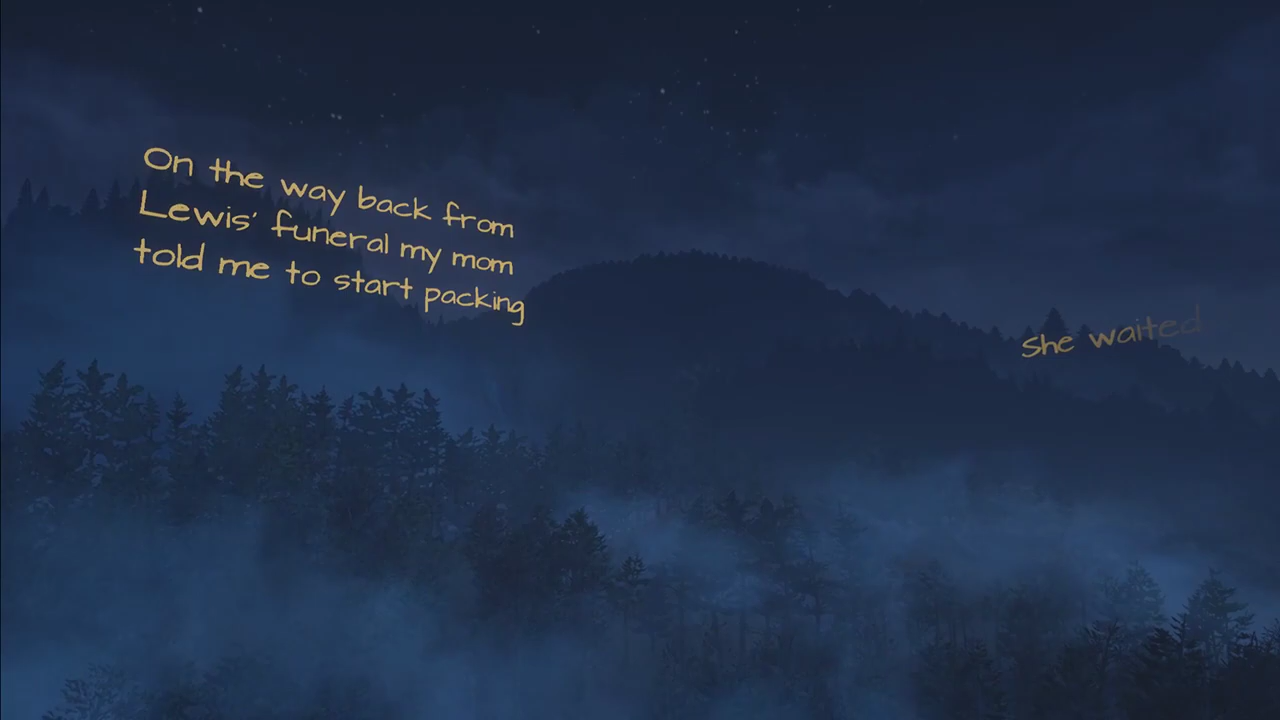 On the way back from
Lewis' funeral my mom
told me to start packing
She waited